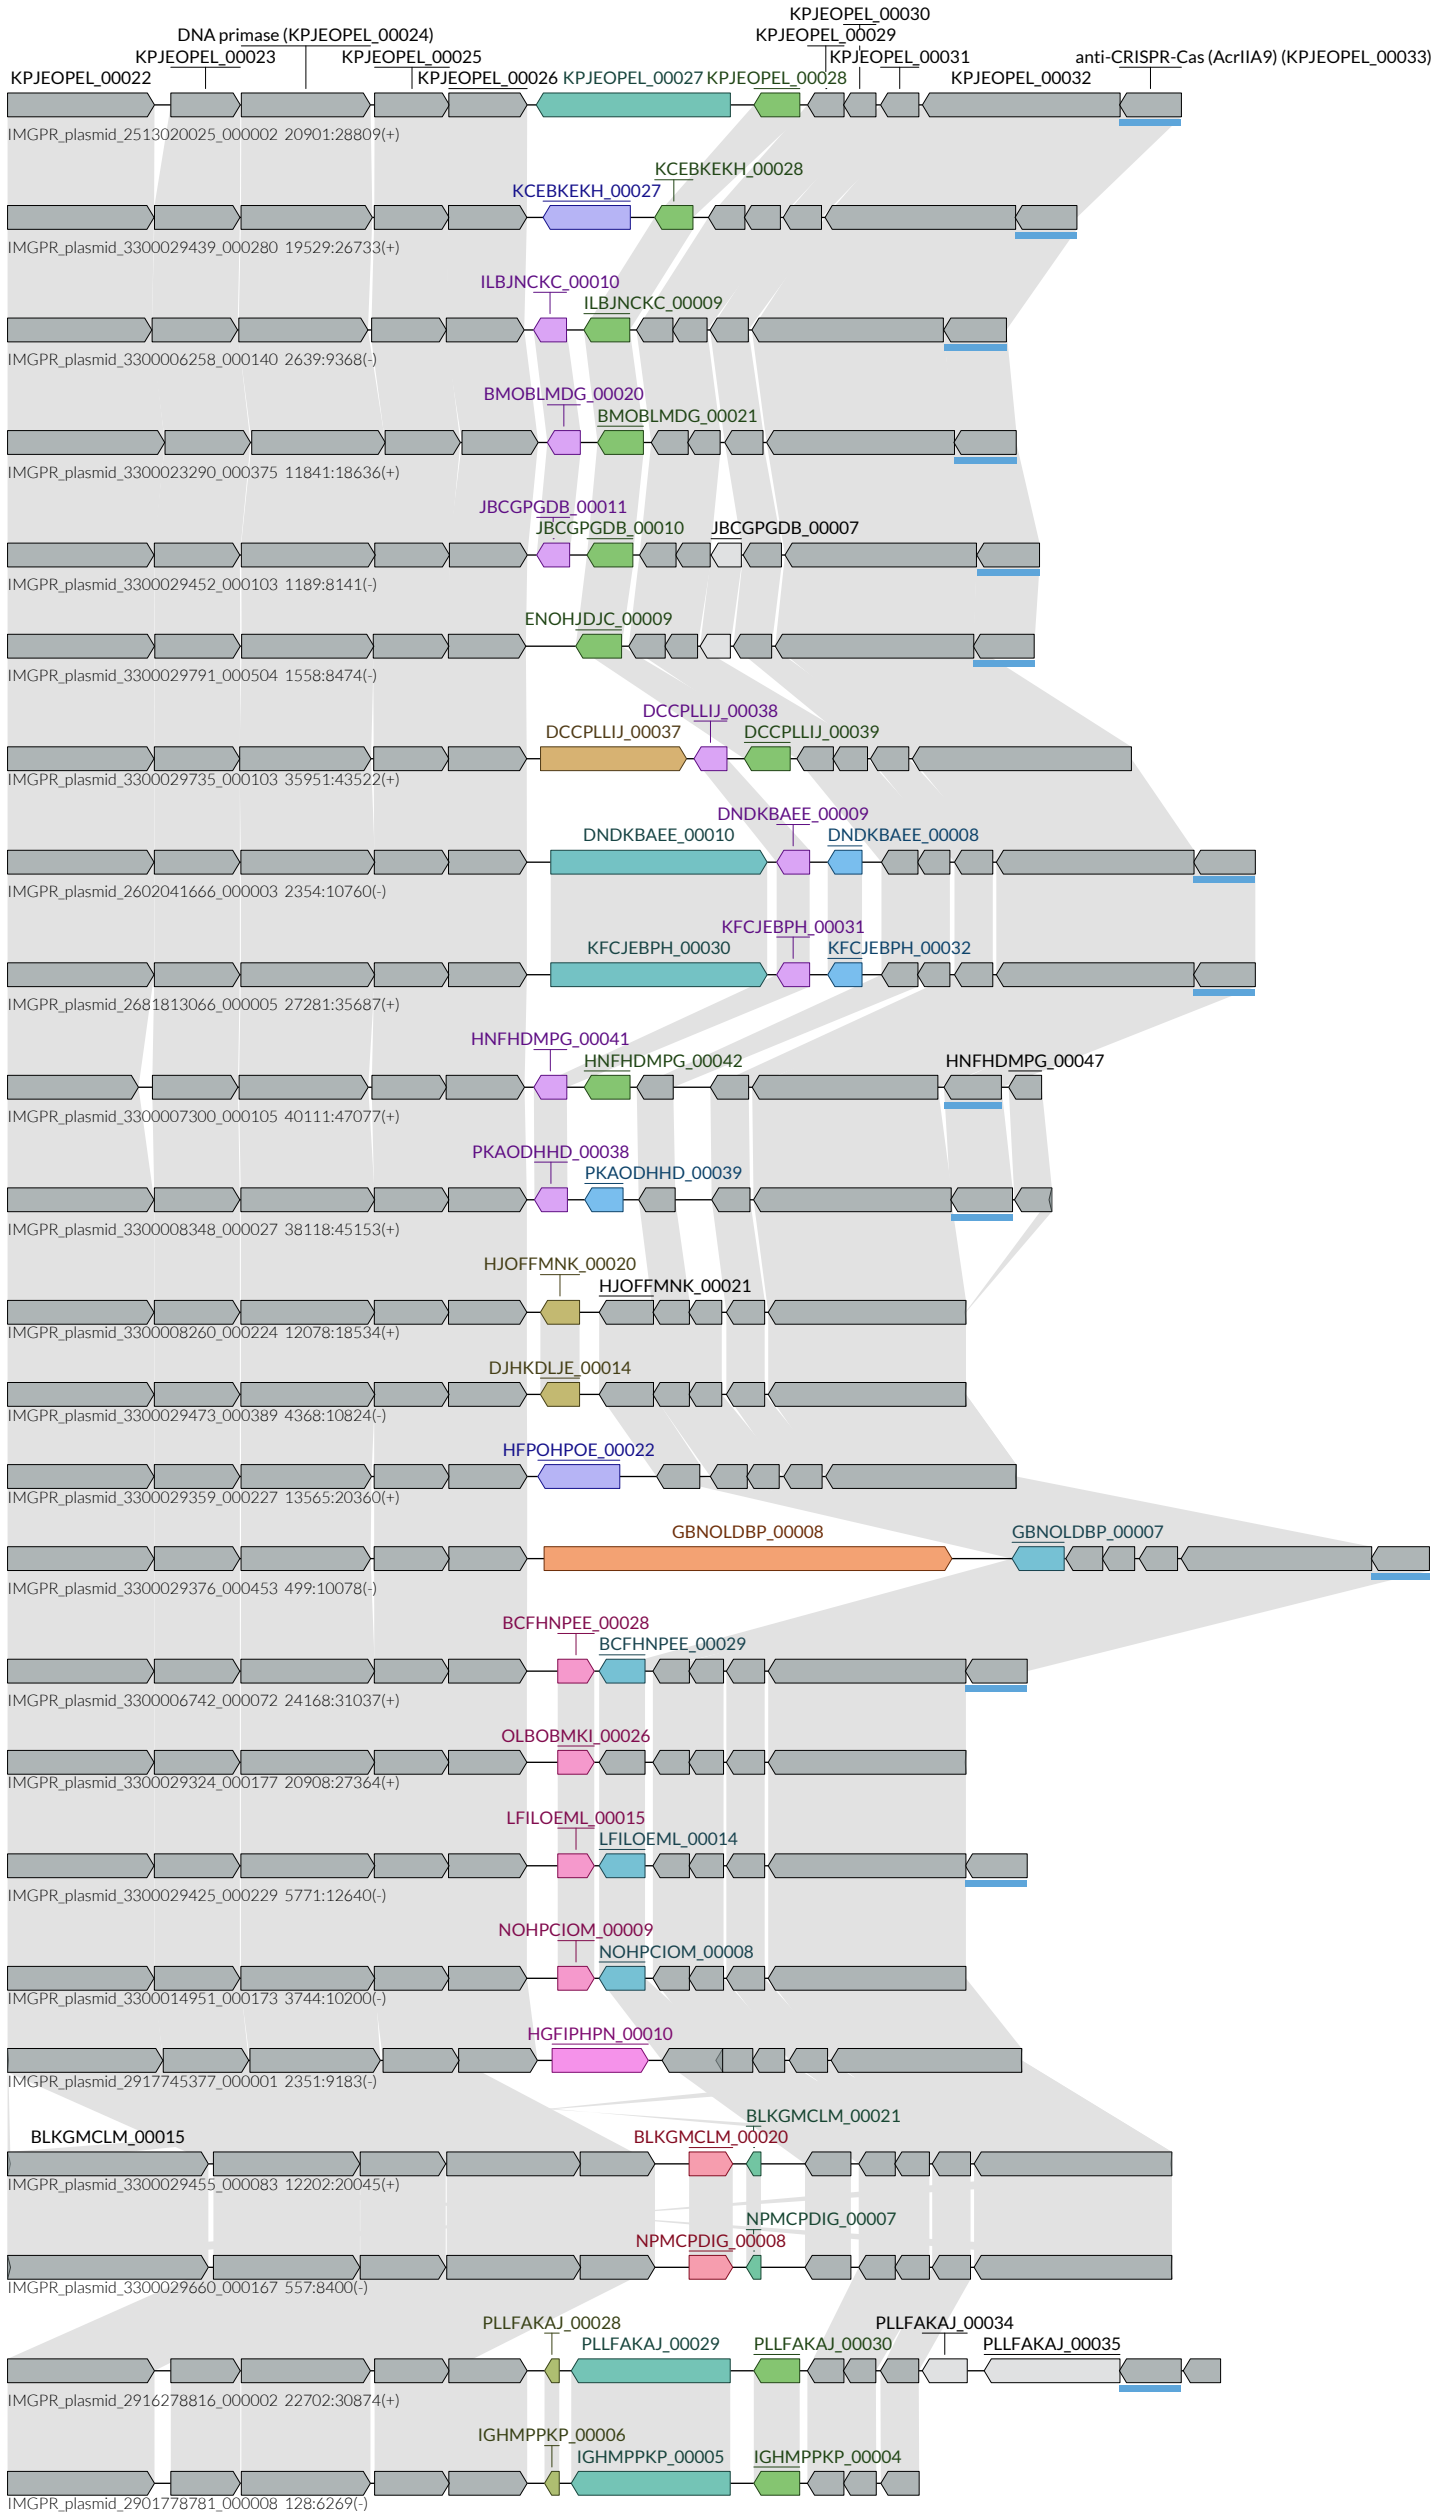 KPJEOPEL_00030
DNA primase (KPJEOPEL_00024) KPJEOPEL_00029
KPJEOPEL_00023 KPJEOPEL_00025 KPJEOPEL_00031 anti-CRISPR-Cas (AcrIIA9) (KPJEOPEL_00033)
KPJEOPEL_00022 KPJEOPEL_00026 KPJEOPEL_00027 KPJEOPEL_00028 KPJEOPEL_00032
IMGPR_plasmid_2513020025_000002 20901:28809(+)
KCEBKEKH_00028
KCEBKEKH_00027
IMGPR_plasmid_3300029439_000280 19529:26733(+)
ILBJNCKC_00010
ILBJNCKC_00009
IMGPR_plasmid_3300006258_000140 2639:9368(-)
BMOBLMDG_00020
BMOBLMDG_00021
IMGPR_plasmid_3300023290_000375 11841:18636(+)
JBCGPGDB_00011
JBCGPGDB_00010 JBCGPGDB_00007
IMGPR_plasmid_3300029452_000103 1189:8141(-)
ENOHJDJC_00009
IMGPR_plasmid_3300029791_000504 1558:8474(-)
DCCPLLIJ_00038
DCCPLLIJ_00037 DCCPLLIJ_00039
IMGPR_plasmid_3300029735_000103 35951:43522(+)
DNDKBAEE_00009
DNDKBAEE_00010 DNDKBAEE_00008
IMGPR_plasmid_2602041666_000003 2354:10760(-)
KFCJEBPH_00031
KFCJEBPH_00030 KFCJEBPH_00032
IMGPR_plasmid_2681813066_000005 27281:35687(+)
HNFHDMPG_00041
HNFHDMPG_00042 HNFHDMPG_00047
IMGPR_plasmid_3300007300_000105 40111:47077(+)
PKAODHHD_00038
PKAODHHD_00039
IMGPR_plasmid_3300008348_000027 38118:45153(+)
HJOFFMNK_00020
HJOFFMNK_00021
IMGPR_plasmid_3300008260_000224 12078:18534(+)
DJHKDLJE_00014
IMGPR_plasmid_3300029473_000389 4368:10824(-)
HFPOHPOE_00022
IMGPR_plasmid_3300029359_000227 13565:20360(+)
GBNOLDBP_00008 GBNOLDBP_00007
IMGPR_plasmid_3300029376_000453 499:10078(-)
BCFHNPEE_00028
BCFHNPEE_00029
IMGPR_plasmid_3300006742_000072 24168:31037(+)
OLBOBMKI_00026
IMGPR_plasmid_3300029324_000177 20908:27364(+)
LFILOEML_00015
LFILOEML_00014
IMGPR_plasmid_3300029425_000229 5771:12640(-)
NOHPCIOM_00009
NOHPCIOM_00008
IMGPR_plasmid_3300014951_000173 3744:10200(-)
HGFIPHPN_00010
IMGPR_plasmid_2917745377_000001 2351:9183(-)
BLKGMCLM_00021
BLKGMCLM_00015 BLKGMCLM_00020
IMGPR_plasmid_3300029455_000083 12202:20045(+)
NPMCPDIG_00007
NPMCPDIG_00008
IMGPR_plasmid_3300029660_000167 557:8400(-)
PLLFAKAJ_00028 PLLFAKAJ_00034
PLLFAKAJ_00029 PLLFAKAJ_00030 PLLFAKAJ_00035
IMGPR_plasmid_2916278816_000002 22702:30874(+)
IGHMPPKP_00006
IGHMPPKP_00005 IGHMPPKP_00004
IMGPR_plasmid_2901778781_000008 128:6269(-)